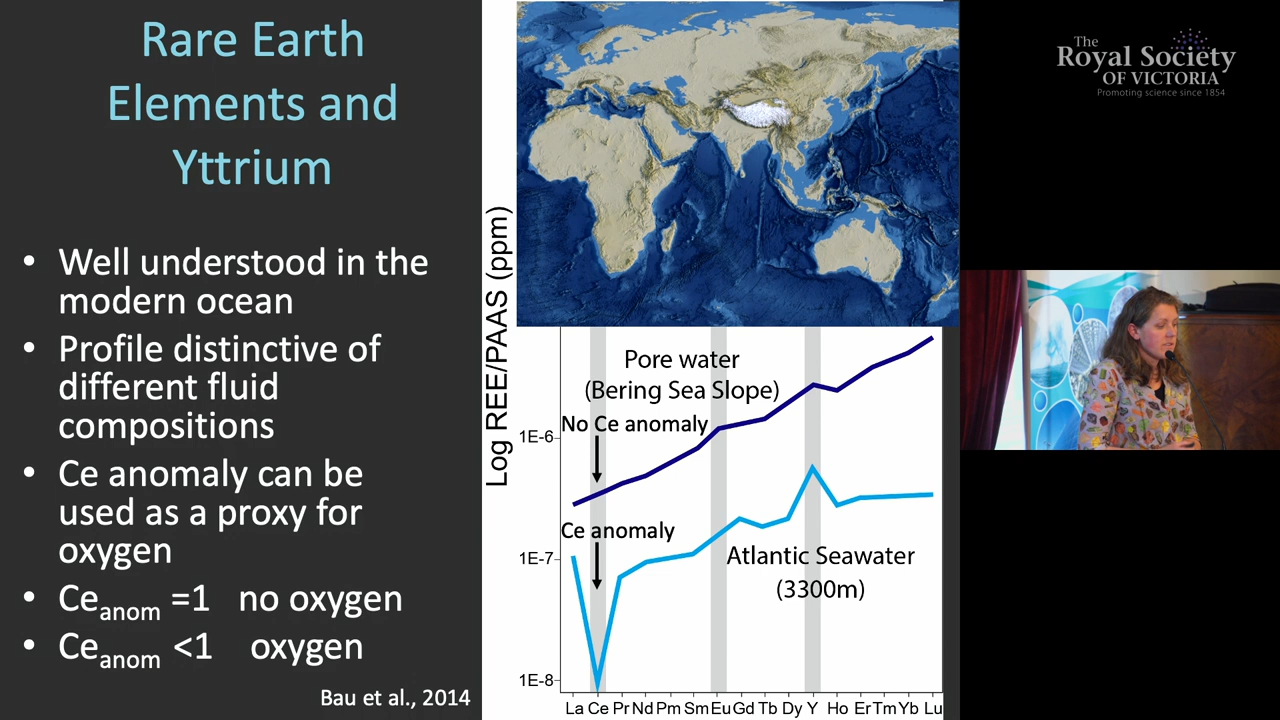 Rare Earth
Elements and
Yttrium
• Well understood in the
modern ocean
• Profile distinctive of
different fluid
compositions
• Ce anomaly can be
used as a proxy for
oxygen
• Ceanom =1 no oxygen
• Ceanom <1 oxygen
Bau et al., 2014
Log REE/PAAS (ppm)
Pore water
(Bering Sea Slope)
No Ce anomaly
1E-6
Ce anomaly
1E-7
Atlantic Seawater
(3300m)
1E-8
La Ce Pr Nd Pm Sm Eu Gd Tb Dy Y Ho Er Tm Yb Lu
The
Royal Society
OF VICTORIA
Promoting science since 1854